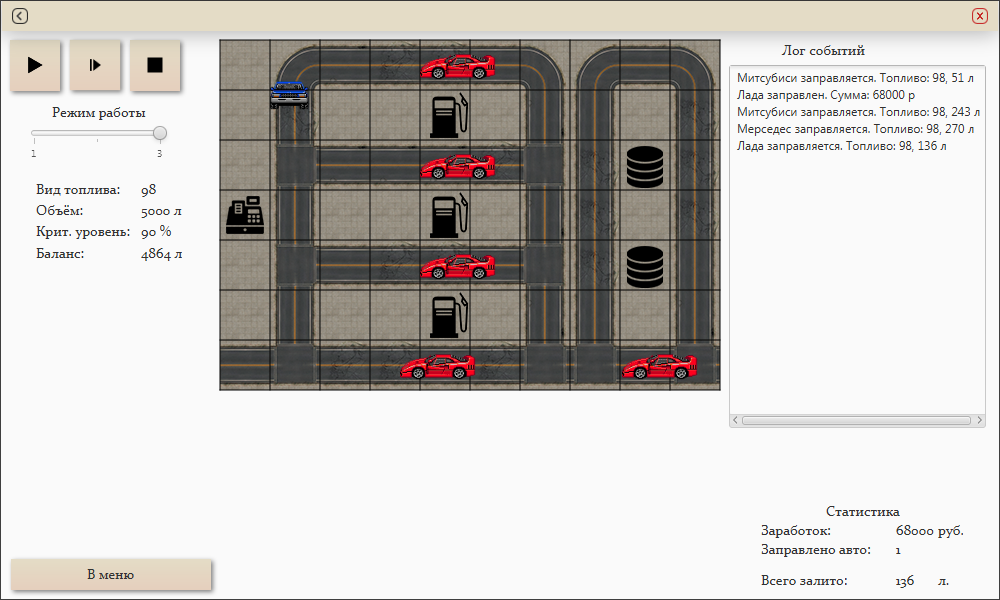 Лог событий
Режим работы
1 3
Вид топлива: 98
Объём: 5000 л
Крит. уровень: 90 %
Баланс: 4864 л
Митсубиси заправляется. Топливо: 98, 51 л
Лада заправлен. Сумма: 68000 р
Митсубиси заправляется. Топливо: 98, 243 л
Мерседес заправляется. Топливо: 98, 270 л
Лада заправляется. Топливо: 98, 136 л
Статистика
Заработок: 68000 руб.
Заправлено авто: 1
Всего залито: 136 л.
В меню